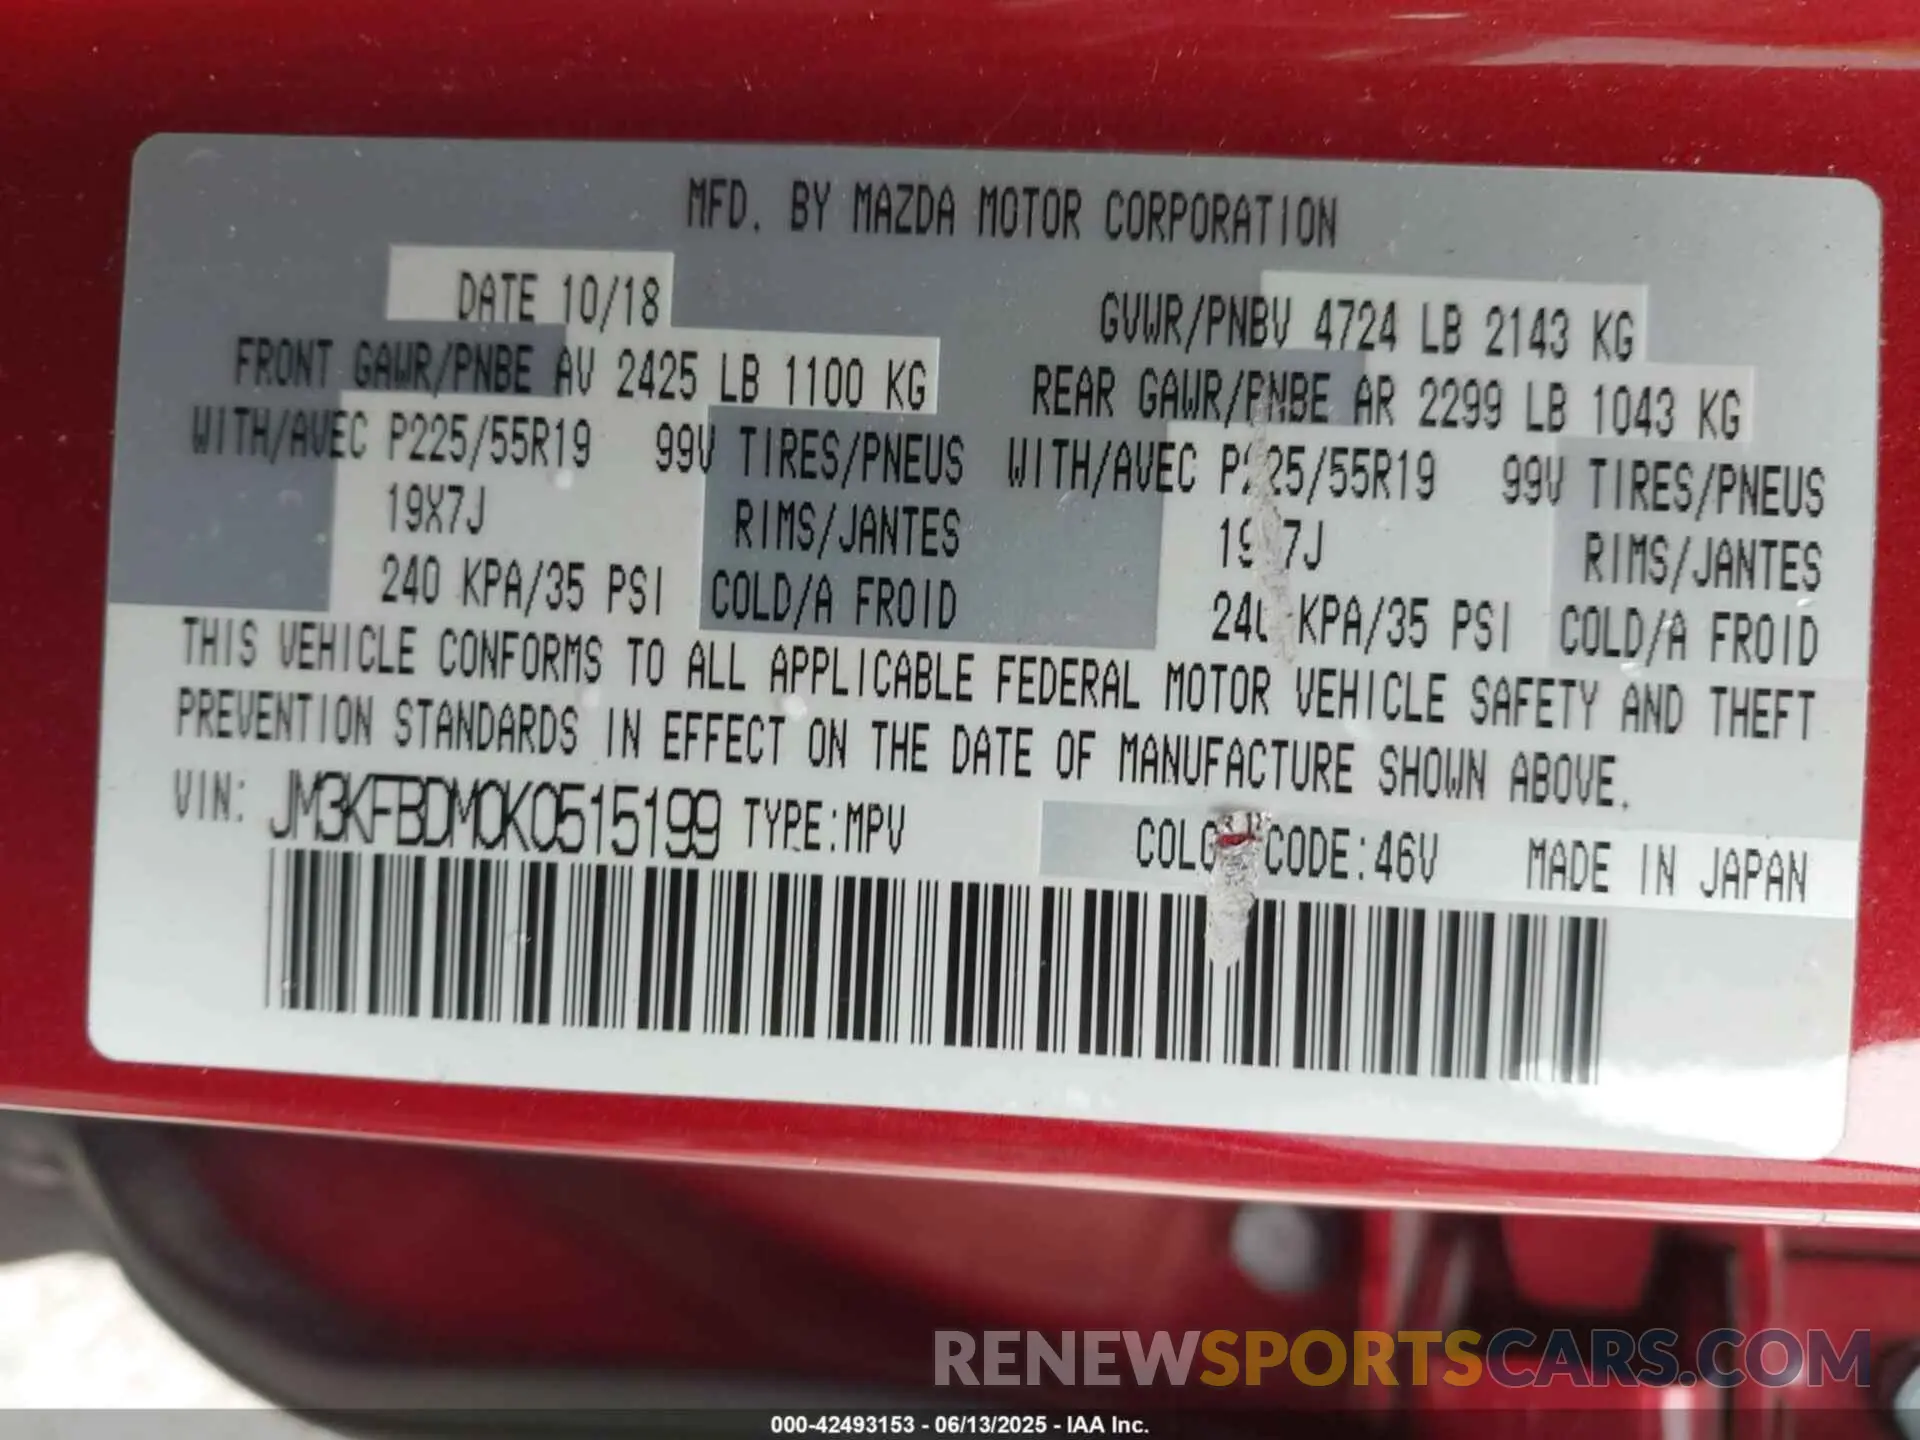 MFD. BY MAZDA MOTOR CORPORATION
DATE 10/18
GVWR/PNBV 4724 LB 2143 KG
FRONT GAWR/PNBE AV 2425 LB 1100 KG
REAR GAWR/PNBE AR 2299 LB 1043 KG
WITH/AVEC P225/55R19 99V TIRES/PNEUS
WITH/AVEC P225/55R19 99V TIRES/PNEUS
19X7J RIMS/JANTES
RIMS/JANTES
240 KPA/35 PSI COLD/A FROID
KPA/35 PSI COLD/A FROID
THIS VEHICLE CONFORMS TO ALL APPLICABLE FEDERAL MOTOR VEHICLE SAFETY AND THEFT
PREVENTION STANDARDS IN EFFECT ON THE DATE OF MANUFACTURE SHOWN ABOVE.
VIN: JM3KFBDM0K0515199 TYPE:MPV COLOR CODE:46V MADE IN JAPAN
RENEWSPORTSCARS.COM
000-42493153 - 06/13/2025 - IAA Inc.